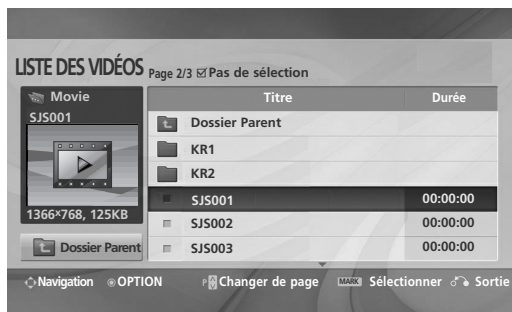 LISTE DES VIDÉOS Page 2/3 ☑ Pas de sélection
Movie
SJS001
1366×768, 125KB
Dossier Parent
Titre Durée
Dossier Parent
KR1
KR2
SJS001 00:00:00
SJS002 00:00:00
SJS003 00:00:00
Navigation OPTION P Changer de page MARK Sélectionner Sortie